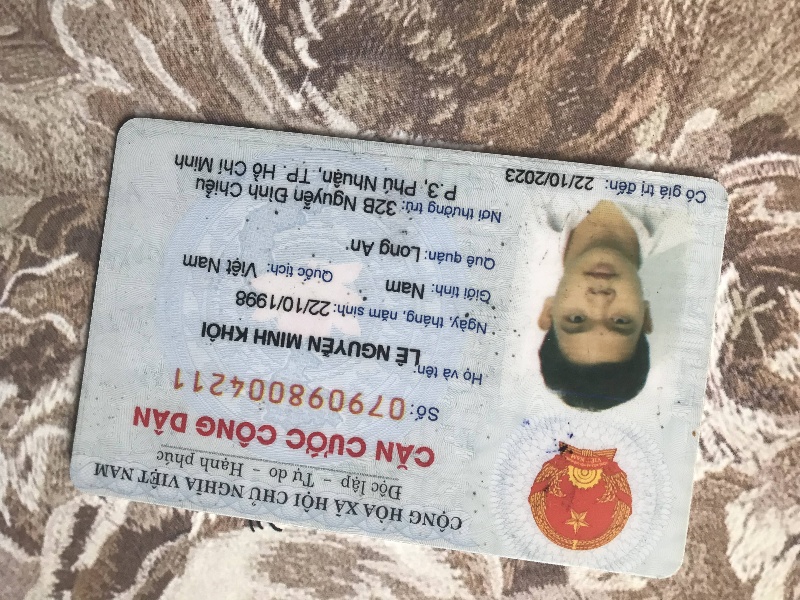 CỘNG HÒA XÃ HỘI CHỦ NGHĨA VIỆT NAM
Độc lập - Tự do - Hạnh phúc
CĂN CƯỚC CÔNG DÂN
Số: 079098004211
Họ và tên:
LÊ NGUYÊN MINH KHÔI
Ngày, tháng, năm sinh: 22/10/1998
Giới tính: Nam Quốc tịch: Việt Nam
Quê quán: Long An
Nơi thường trú: 32B Nguyễn Đình Chiểu
P.3, Phú Nhuận, TP. Hồ Chí Minh
Có giá trị đến: 22/10/2023